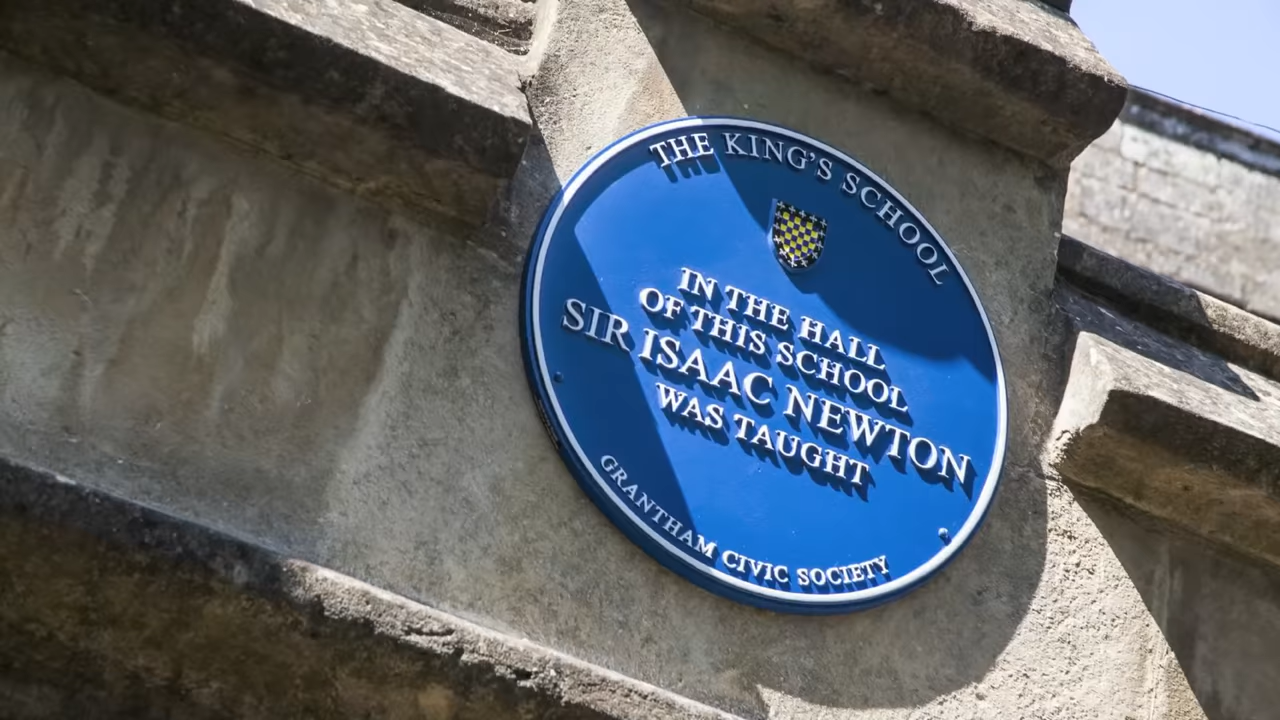 THE KING'S SCHOOL
IN THE HALL
OF THIS SCHOOL
SIR ISAAC NEWTON
WAS TAUGHT
GRANTHAM CIVIC SOCIETY